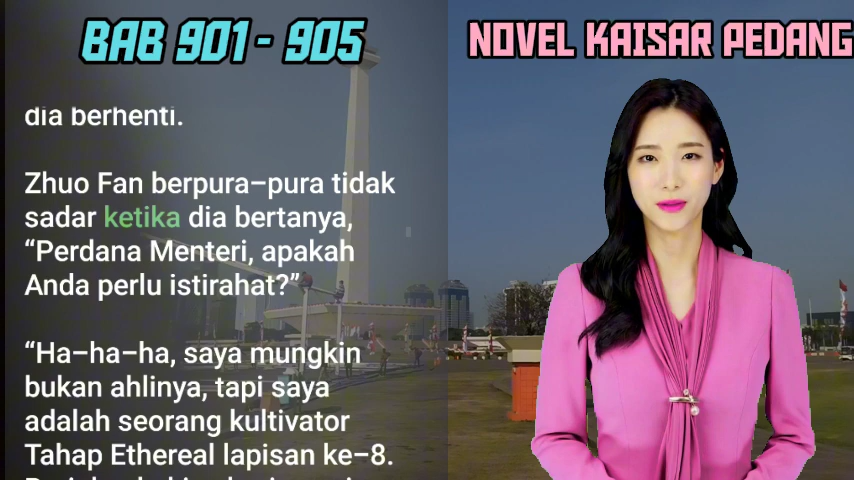 BAB 901 - 905
NOVEL KAISAR PEDANG
dia berhenti.
Zhuo Fan berpura–pura tidak
sadar ketika dia bertanya,
“Perdana Menteri, apakah
Anda perlu istirahat?”
“Ha–ha–ha, saya mungkin
bukan ahlinya, tapi saya
adalah seorang kultivator
Tahap Ethereal lapisan ke–8.